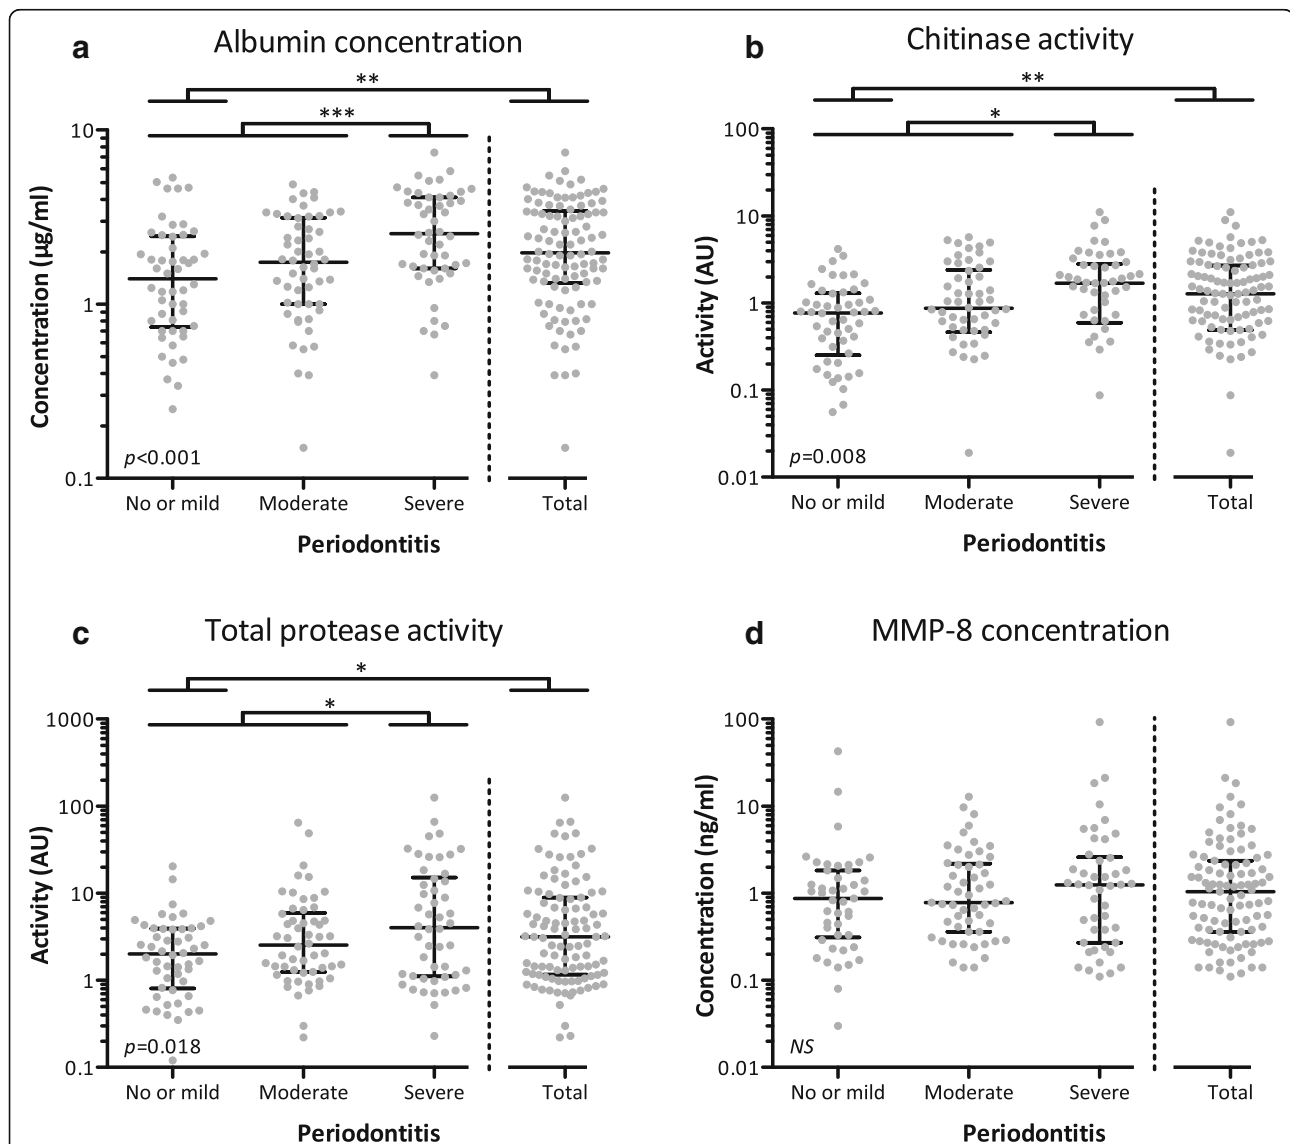 a
Albumin concentration
**
***
10
1
0.1
Concentration (µg/ml)
p<0.001
No or mild
Moderate
Severe
Total
Periodontitis
b
Chitinase activity
**
*
100
10
1
0.1
0.01
Activity (AU)
p=0.008
No or mild
Moderate
Severe
Total
Periodontitis
c
Total protease activity
*
*
1000
100
10
1
0.1
Activity (AU)
p=0.018
No or mild
Moderate
Severe
Total
Periodontitis
d
MMP-8 concentration
100
10
1
0.1
0.01
Concentration (ng/ml)
NS
No or mild
Moderate
Severe
Total
Periodontitis